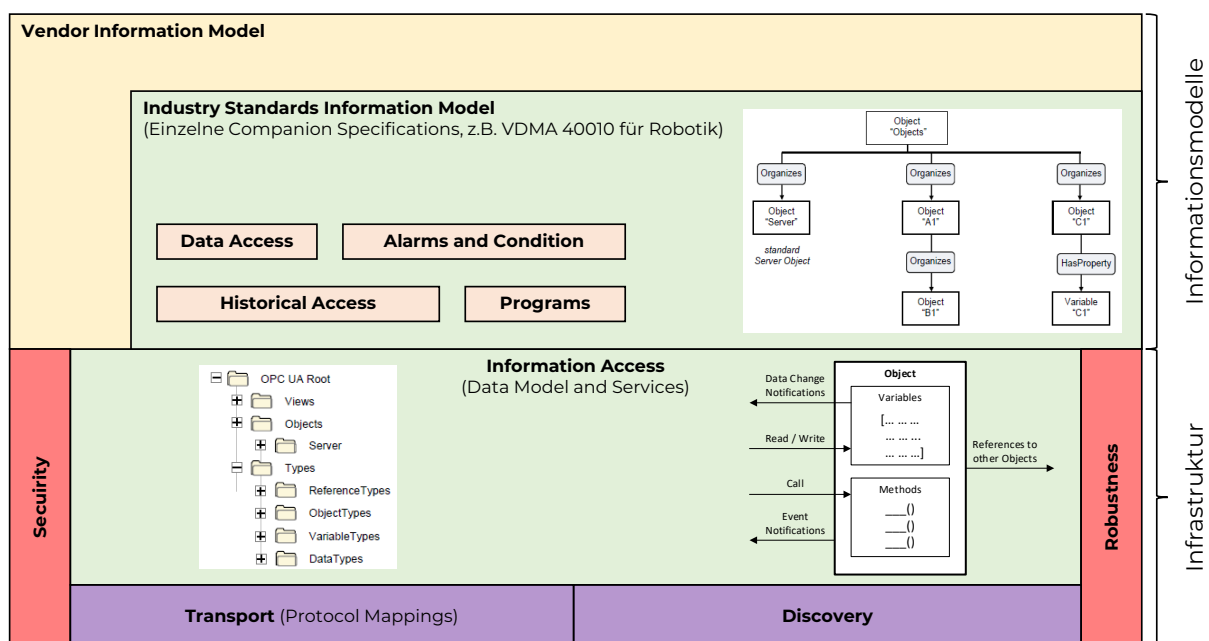 Vendor Information Model
Industry Standards Information Model
(Einzelne Companion Specifications, z.B. VDMA 40010 für Robotik)
Data Access
Alarms and Condition
Historical Access
Programs
Object
"Objects"
Organizes
Organizes
Organizes
Object
"Server"
Object
"A1"
Object
"C1"
standard
Server Object
Organizes
HasProperty
Object
"B1"
Variable
"C1"
Informationsmodelle
Secuirity
Information Access
(Data Model and Services)
OPC UA Root
Views
Objects
Server
Types
ReferenceTypes
ObjectTypes
VariableTypes
DataTypes
Data Change
Notifications
Read / Write
Call
Event
Notifications
Object
Variables
[... ... ...
... ... ...
... ... ...]
Methods
___()
___()
___()
References to
other Objects
Robustness
Infrastruktur
Transport (Protocol Mappings)
Discovery